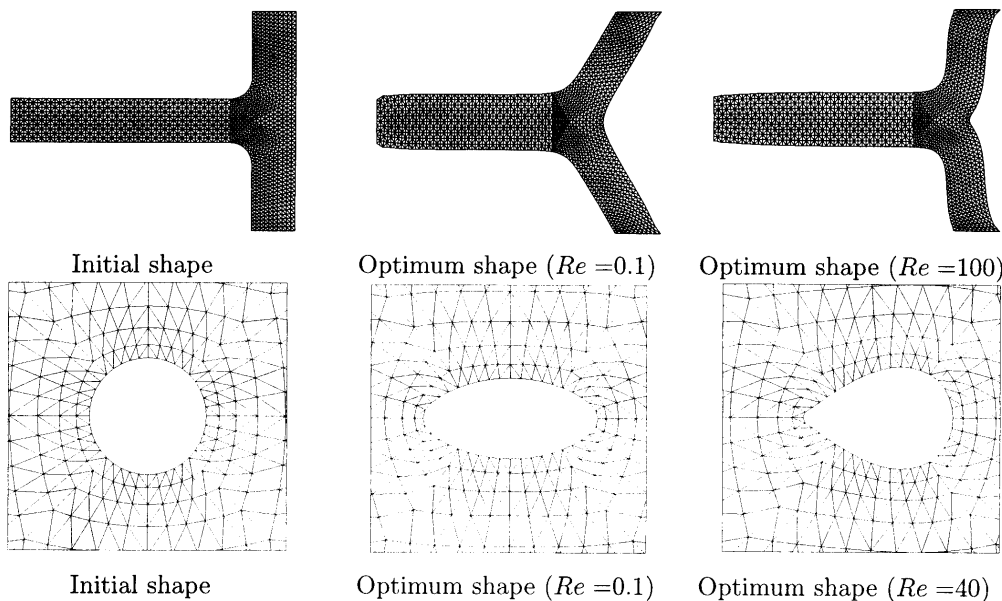 Initial shape
Optimum shape (Re =0.1)
Optimum shape (Re =100)
Initial shape
Optimum shape (Re =0.1)
Optimum shape (Re =40)